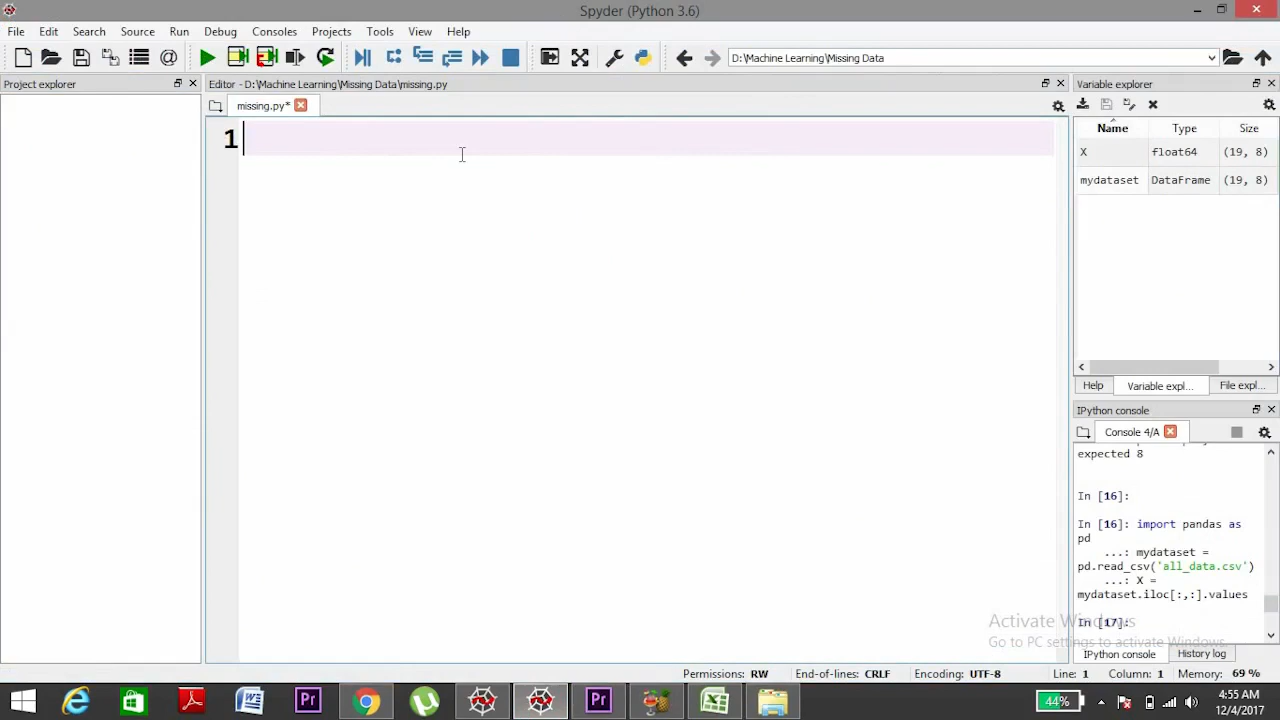 Spyder (Python 3.6)
File Edit Search Source Run Debug Consoles Projects Tools View Help
D:\Machine Learning\Missing Data
Project explorer
Editor - D:\Machine Learning\Missing Data\missing.py
Variable explorer
missing.py*
1
Name Type Size
X float64 (19, 8)
mydataset DataFrame (19, 8)
Help Variable expl... File expl...
IPython console
Console 4/A
expected 8
In [16]:
In [16]: import pandas as
pd
...: mydataset =
pd.read_csv('all_data.csv')
...: X =
mydataset.iloc[:,:].values
In [17]:
Activate Windows
Go to PC settings to activate Windows.
IPython console History log
Permissions: RW End-of-lines: CRLF Encoding: UTF-8 Line: 1 Column: 1 Memory: 69 %
44%
4:55 AM
12/4/2017